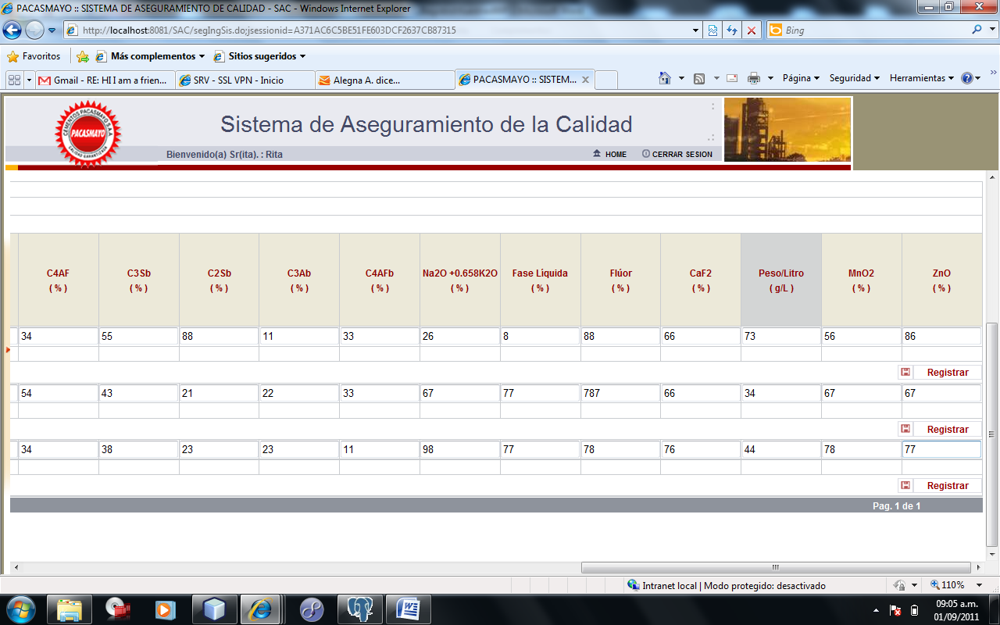 PACASMAYO :: SISTEMA DE ASEGURAMIENTO DE CALIDAD - SAC - Windows Internet Explorer
http://localhost:8081/SAC/segIngSis.do;jsessionid=A371AC6C5BE51FE603DCF2637CB87315
Bing
Favoritos Más complementos Sitios sugeridos
Gmail - RE: HI I am a frien... SRV - SSL VPN - Inicio Alegna A. dice... PACASMAYO :: SISTEM... Página Seguridad Herramientas
CEMENTOS PACASMAYO S.A.A.
PACASMAYO
Sistema de Aseguramiento de la Calidad
Bienvenido(a) Sr(ita). : Rita HOME CERRAR SESION
C4AF C3Sb C2Sb C3Ab C4AFb Na2O +0.658K2O Fase Líquida Flúor CaF2 Peso/Litro MnO2 ZnO
( % ) ( % ) ( % ) ( % ) ( % ) ( % ) ( % ) ( % ) ( % ) ( g/L ) ( % ) ( % )
34 55 88 11 33 26 8 88 66 73 56 86
Registrar
54 43 21 22 33 67 77 787 66 34 67 67
Registrar
34 38 23 23 11 98 77 78 76 44 78 77
Registrar
Pag. 1 de 1
Intranet local | Modo protegido: desactivado 110%
09:05 a.m.
01/09/2011